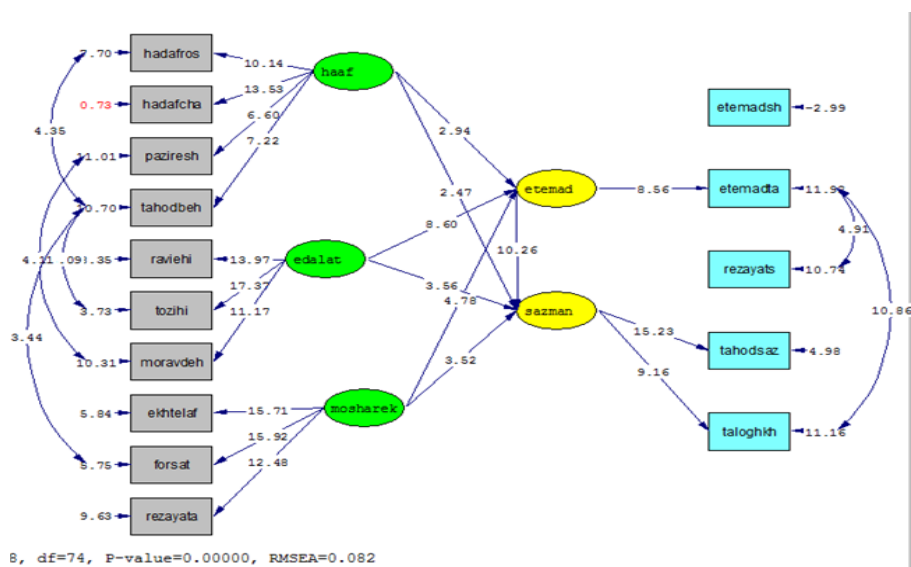 7.70 hadafros
10.14
haaf
0.73 hadafcha
13.53
etemadsh -2.99
4.35
6.60
2.94
11.01 paziresh
7.22
2.47
etemad
8.56
etemadta
10.70 tahodbeh
8.60
4.91
4.11
raviehi
13.97
edalat
10.26
rezayats 10.74
17.37
3.56
4.78
3.73 tozihi
11.17
sazman
10.86
3.44
15.23
10.31 moravdeh
3.52
tahodsaz 4.98
9.16
5.84 ekhtelaf
15.71
mosharek
15.92
taloghkh 11.16
forsat
12.48
9.63 rezayata
8, df=74, P-value=0.00000, RMSEA=0.082